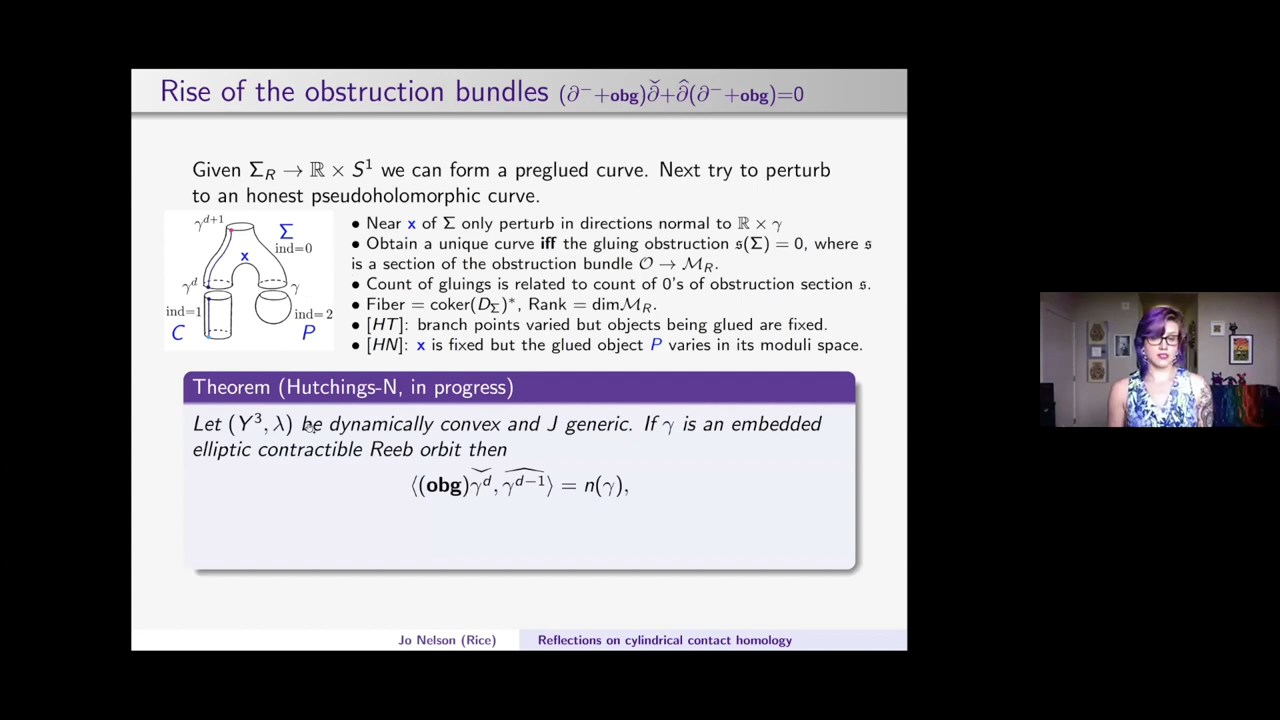 Rise of the obstruction bundles (∂⁻+obg)∂̌+∂̂(∂⁻+obg)=0
Given Σ_R → ℝ × S¹ we can form a preglued curve. Next try to perturb
to an honest pseudoholomorphic curve.
γ^{d+1}
Σ
ind=0
x
γ^d
γ
ind=1
ind=2
C
P
• Near x of Σ only perturb in directions normal to ℝ × γ
• Obtain a unique curve iff the gluing obstruction 𝔰(Σ) = 0, where 𝔰
is a section of the obstruction bundle 𝒪 → ℳ_R.
• Count of gluings is related to count of 0's of obstruction section 𝔰.
• Fiber = coker(D_Σ)*, Rank = dimℳ_R.
• [HT]: branch points varied but objects being glued are fixed.
• [HN]: x is fixed but the glued object P varies in its moduli space.
Theorem (Hutchings-N, in progress)
Let (Y³, λ) be dynamically convex and J generic. If γ is an embedded
elliptic contractible Reeb orbit then
⟨(obg)\widecheck{γ^d}, \widehat{γ^{d−1}}⟩ = n(γ),
Jo Nelson (Rice)
Reflections on cylindrical contact homology